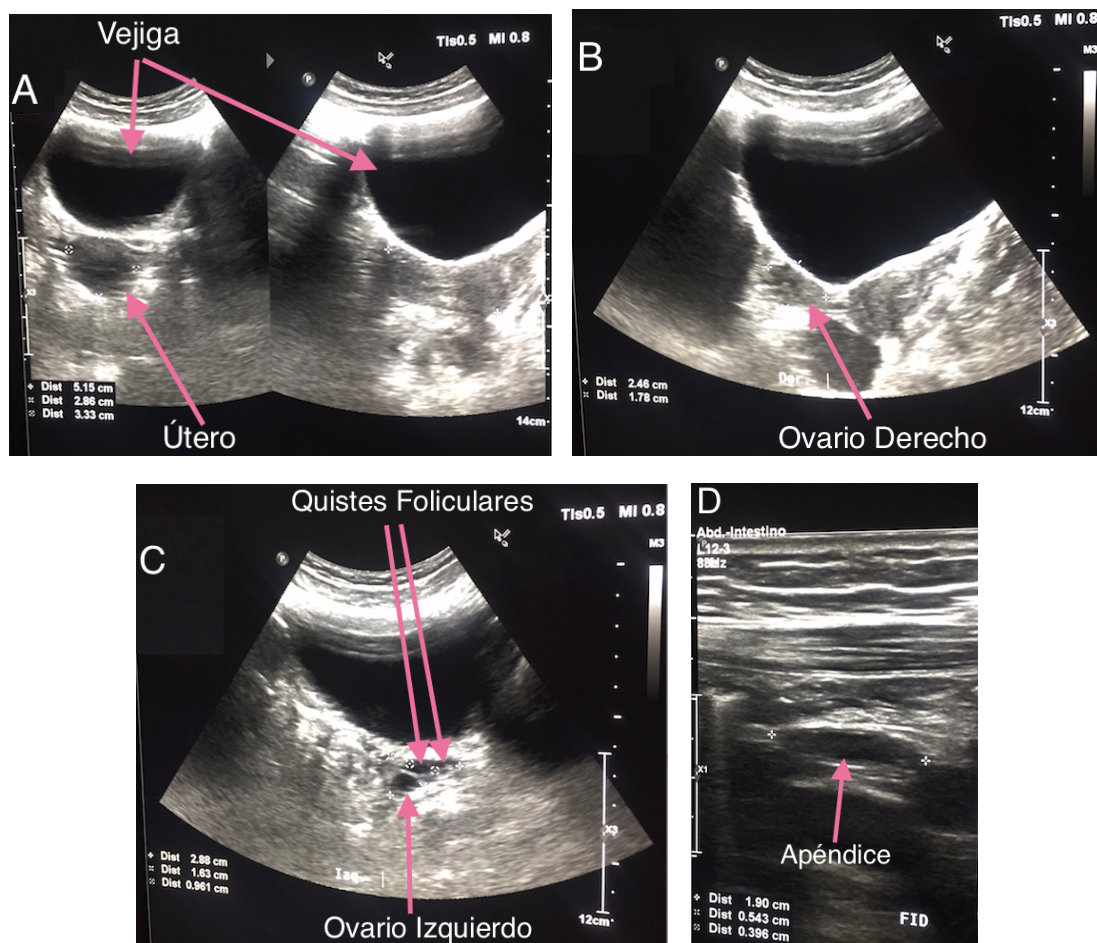 Vejiga
TIs0.5 MI 0.8
A
P
14cm
Dist 5.15 cm
Dist 2.86 cm
Dist 3.33 cm
Útero
TIs0.5 MI 0.8
B
P
M3
X3
Der.
12cm
Dist 2.46 cm
Dist 1.78 cm
Ovario Derecho
Quistes Foliculares
TIs0.5 MI 0.8
C
P
M3
X3
Izq
12cm
Dist 2.88 cm
Dist 1.63 cm
Dist 0.961 cm
Ovario Izquierdo
D
Abd.-Intestino
L12-3
X1
Apéndice
Dist 1.90 cm
Dist 0.543 cm
Dist 0.396 cm
FID